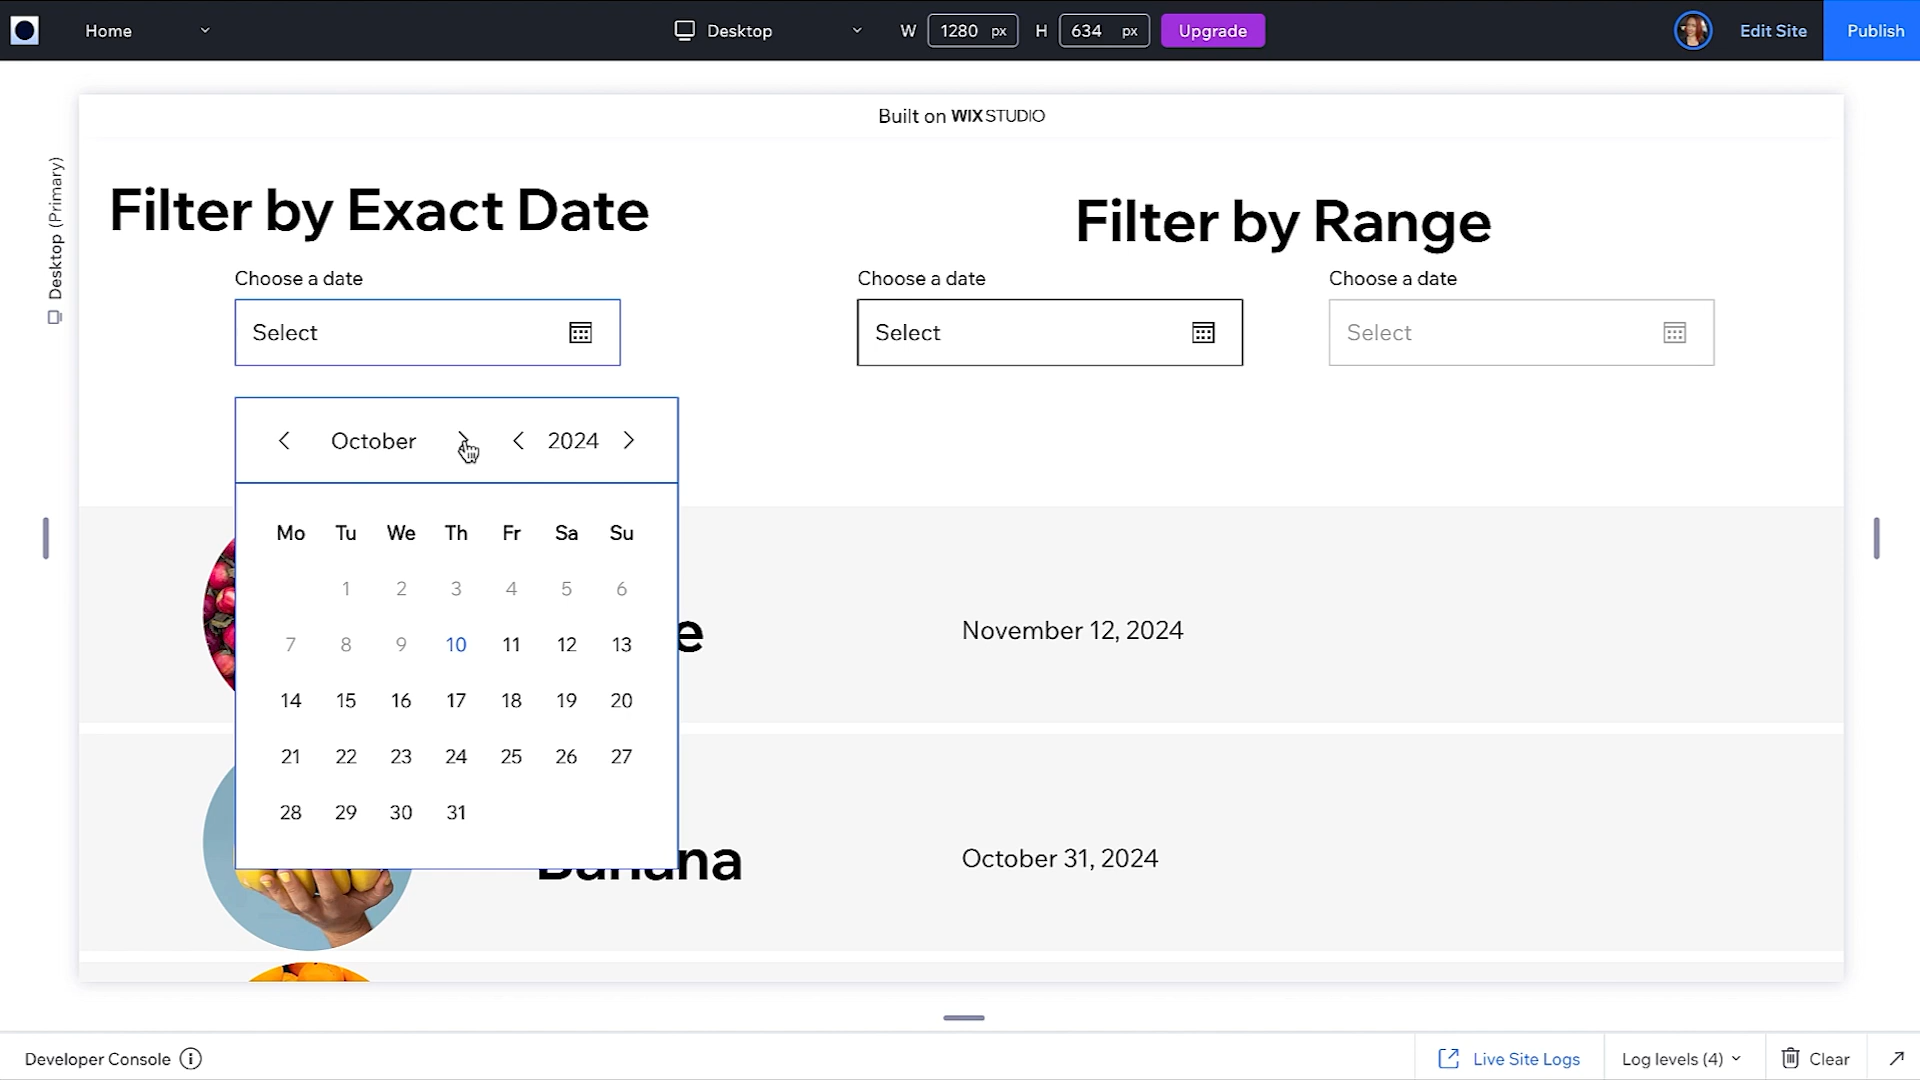 Home
Desktop
W 1280 px H 634 px
Upgrade
Edit Site
Publish
Desktop (Primary)
Built on WIX STUDIO
Filter by Exact Date
Filter by Range
Choose a date
Choose a date
Choose a date
Select
Select
Select
October 2024
Mo Tu We Th Fr Sa Su
1 2 3 4 5 6
7 8 9 10 11 12 13
14 15 16 17 18 19 20
21 22 23 24 25 26 27
28 29 30 31
e
November 12, 2024
Banana
October 31, 2024
Developer Console
Live Site Logs
Log levels (4)
Clear